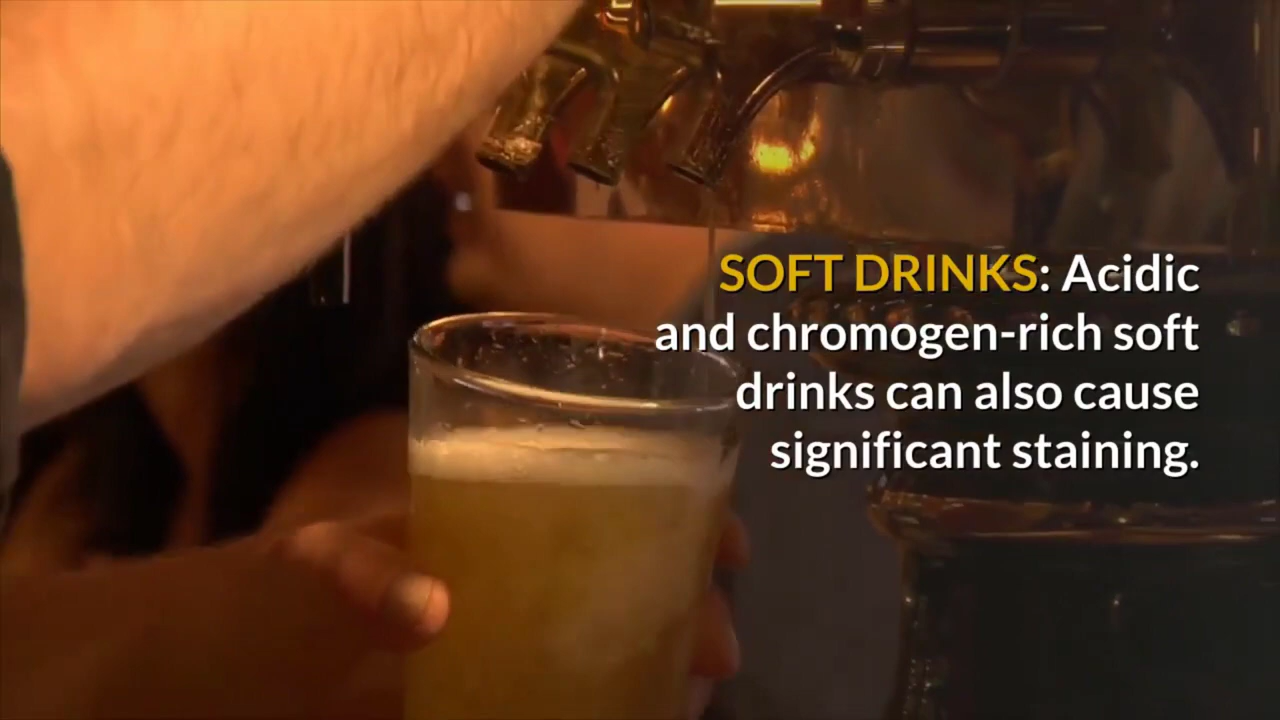 SOFT DRINKS: Acidic
and chromogen-rich soft
drinks can also cause
significant staining.